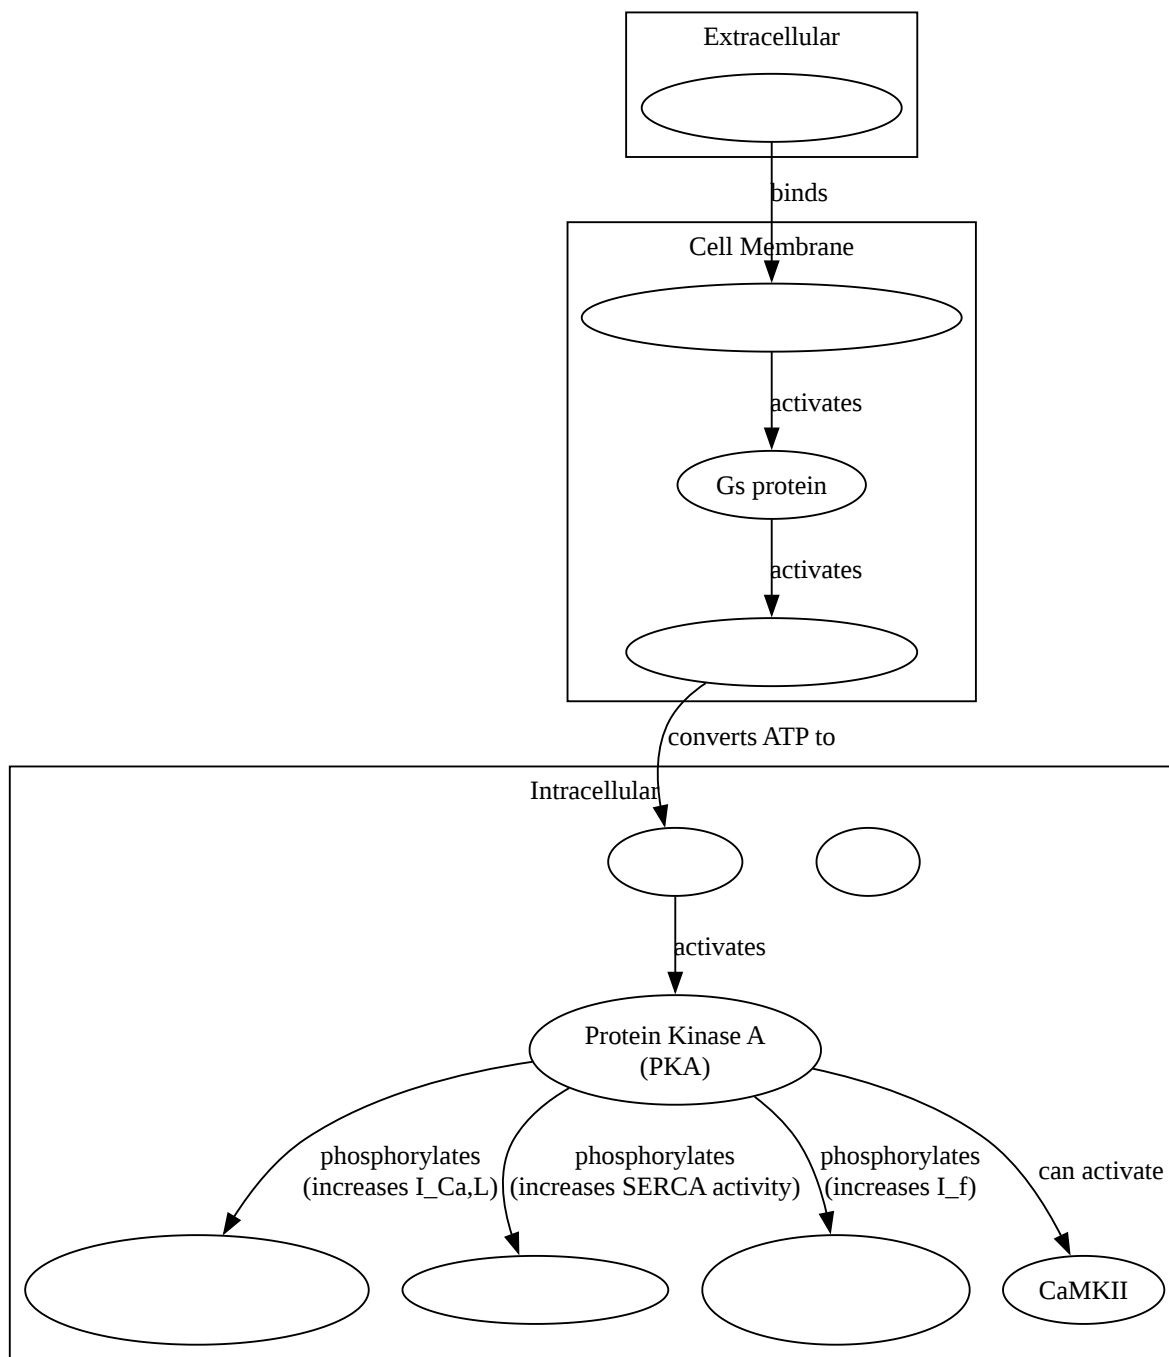 Extracellular
binds
Cell Membrane
activates
Gs protein
activates
converts ATP to
Intracellular
activates
Protein Kinase A
(PKA)
phosphorylates
(increases I_Ca,L)
phosphorylates
(increases SERCA activity)
phosphorylates
(increases I_f)
can activate
CaMKII